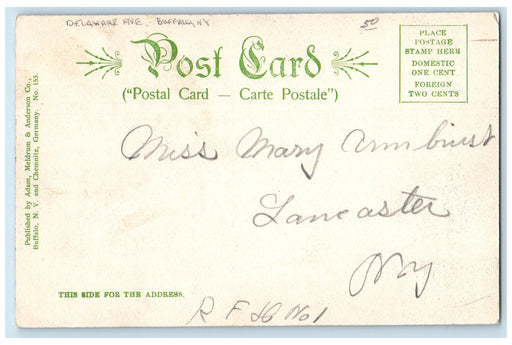 DELAWARE AVE. BUFFALO, NY
50
Post Card
("Postal Card — Carte Postale")
PLACE
POSTAGE
STAMP HERE
DOMESTIC
ONE CENT
FOREIGN
TWO CENTS
Published by Adam, Meldrum & Anderson Co.,
Buffalo, N. Y. and Chemnitz, Germany. No. 153.
Miss Mary Armbrust
Lancaster
NY
THIS SIDE FOR THE ADDRESS.
R F D No 1